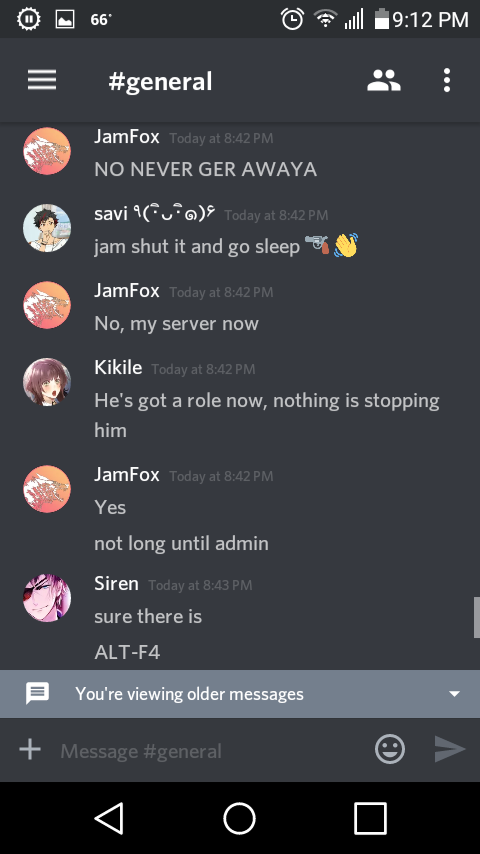 66°
9:12 PM
#general
JamFox Today at 8:42 PM
NO NEVER GER AWAYA
savi Today at 8:42 PM
jam shut it and go sleep 🔫👋
JamFox Today at 8:42 PM
No, my server now
Kikile Today at 8:42 PM
He's got a role now, nothing is stopping
him
JamFox Today at 8:42 PM
Yes
not long until admin
Siren Today at 8:43 PM
sure there is
ALT-F4
You're viewing older messages
Message #general